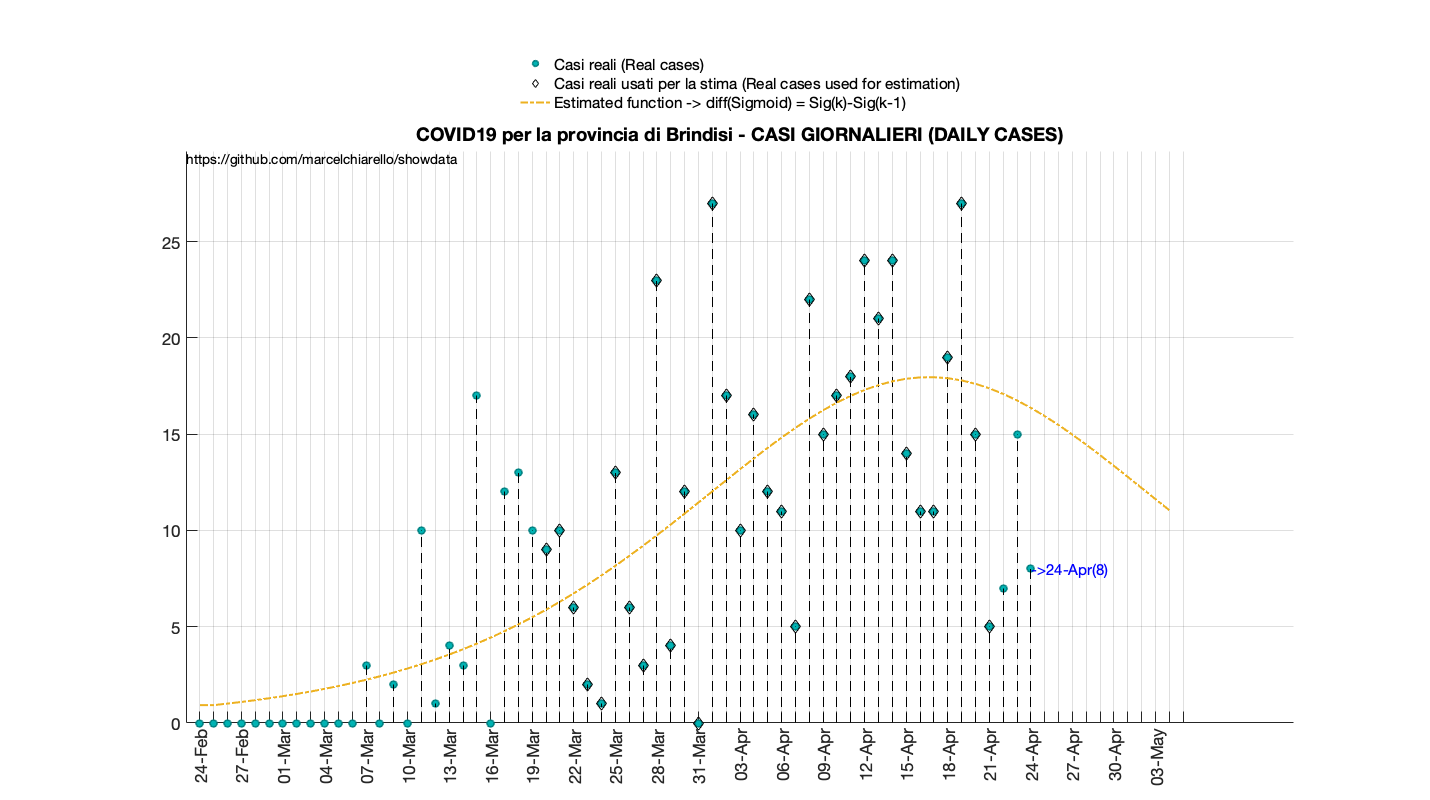 Casi reali (Real cases)
Casi reali usati per la stima (Real cases used for estimation)
Estimated function -> diff(Sigmoid) = Sig(k)-Sig(k-1)
COVID19 per la provincia di Brindisi - CASI GIORNALIERI (DAILY CASES)
https://github.com/marcelchiarello/showdata
25
20
15
10
5
0
->24-Apr(8)
24-Feb
27-Feb
01-Mar
04-Mar
07-Mar
10-Mar
13-Mar
16-Mar
19-Mar
22-Mar
25-Mar
28-Mar
31-Mar
03-Apr
06-Apr
09-Apr
12-Apr
15-Apr
18-Apr
21-Apr
24-Apr
27-Apr
30-Apr
03-May